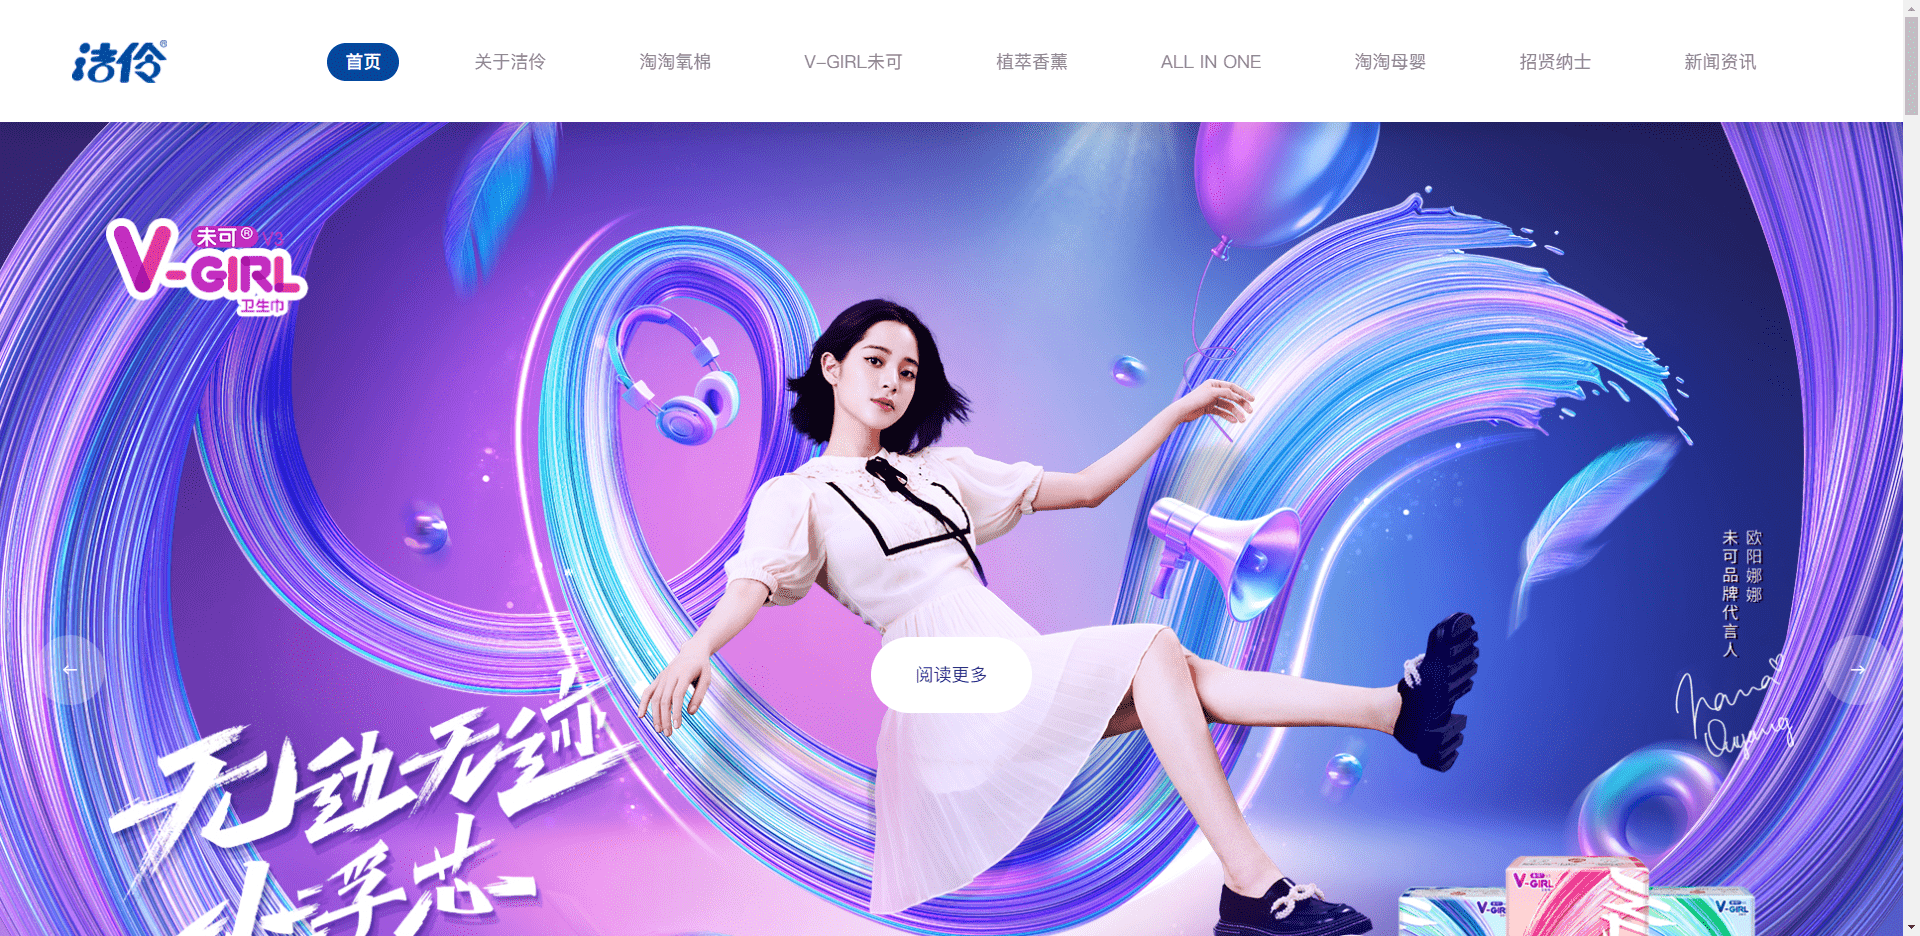 洁伶®
首页
关于洁伶
淘淘氧棉
V-GIRL未可
植萃香薰
ALL IN ONE
淘淘母婴
招贤纳士
新闻资讯
未可®
V-GIRL
卫生巾
欧阳娜娜
未可品牌代言人
nana
Ouyang
阅读更多
无动无迹
小浮芯
V-GIRL
V-GIRL
V-GIRL